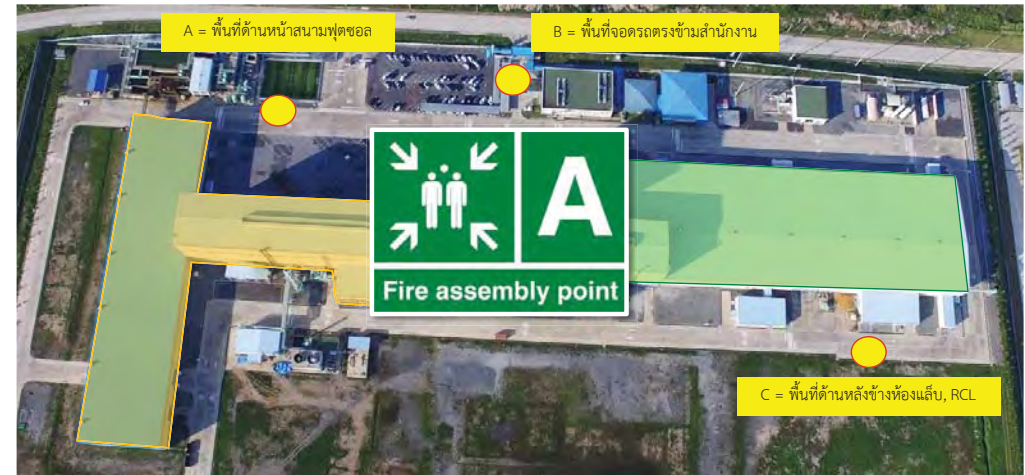 A = พื้นที่ด้านหน้าสนามฟุตซอล
B = พื้นที่จอดรถตรงข้ามสำนักงาน
A
Fire assembly point
C = พื้นที่ด้านหลังข้างห้องแล็บ, RCL